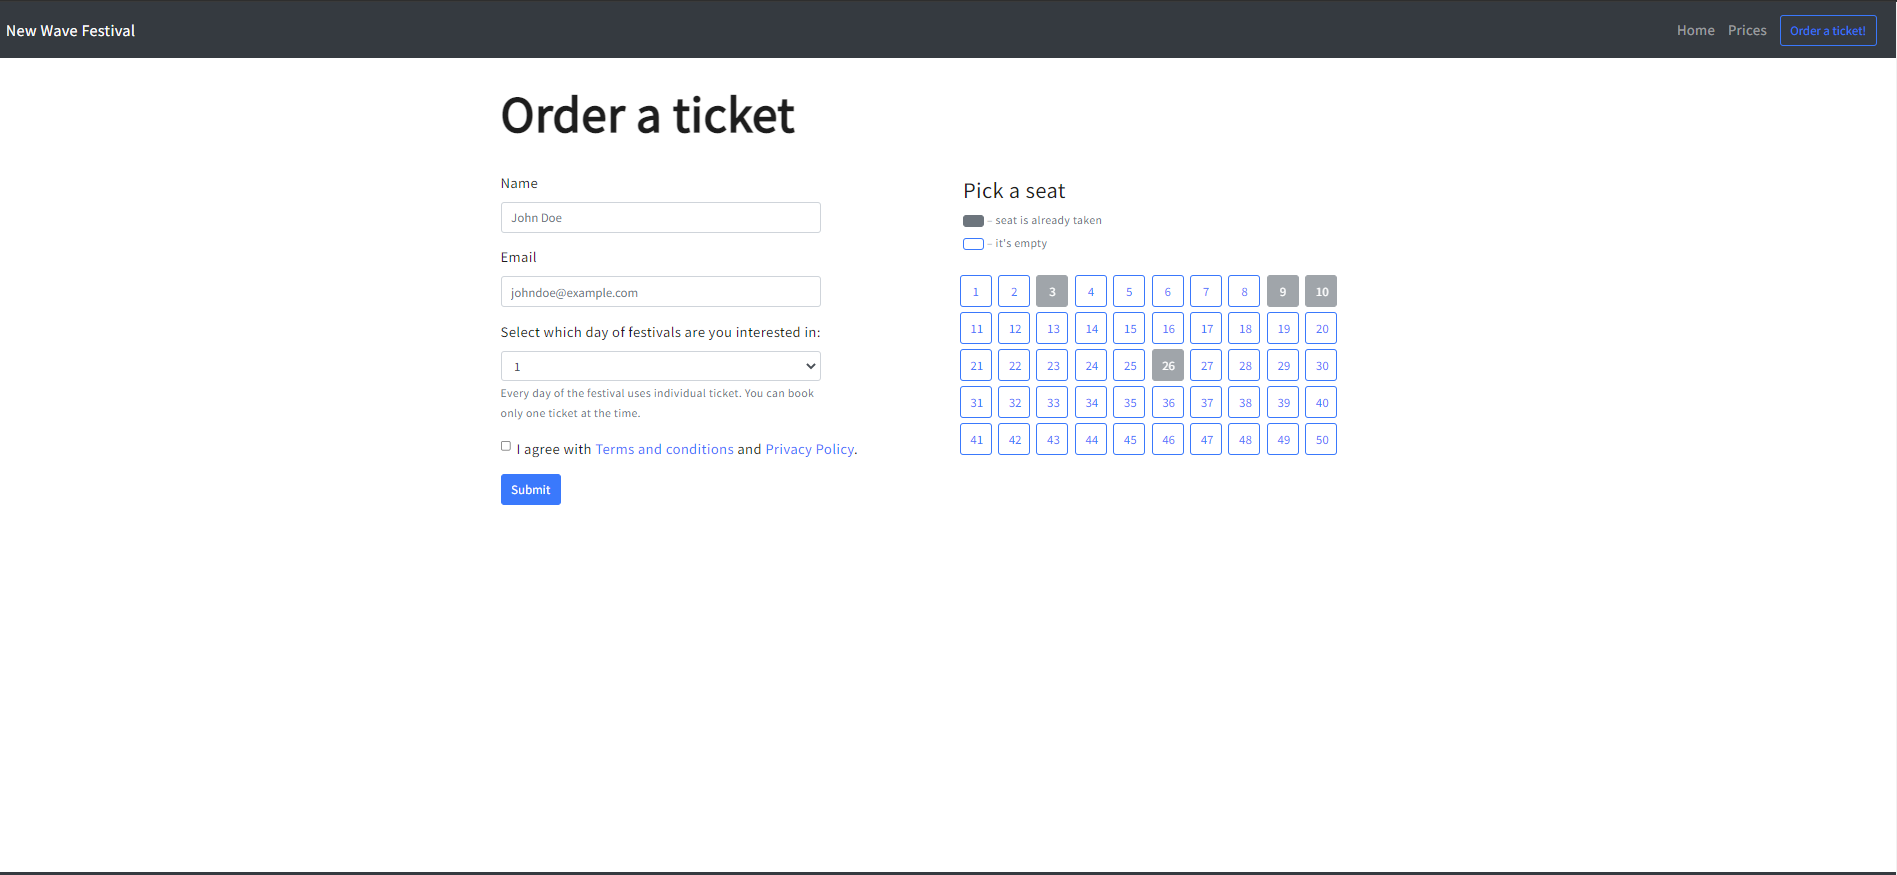 New Wave Festival
Home Prices Order a ticket!
Order a ticket
Name
John Doe
Email
johndoe@example.com
Select which day of festivals are you interested in:
1
Every day of the festival uses individual ticket. You can book
only one ticket at the time.
I agree with Terms and conditions and Privacy Policy.
Submit
Pick a seat
– seat is already taken
– it's empty
1 2 3 4 5 6 7 8 9 10
11 12 13 14 15 16 17 18 19 20
21 22 23 24 25 26 27 28 29 30
31 32 33 34 35 36 37 38 39 40
41 42 43 44 45 46 47 48 49 50